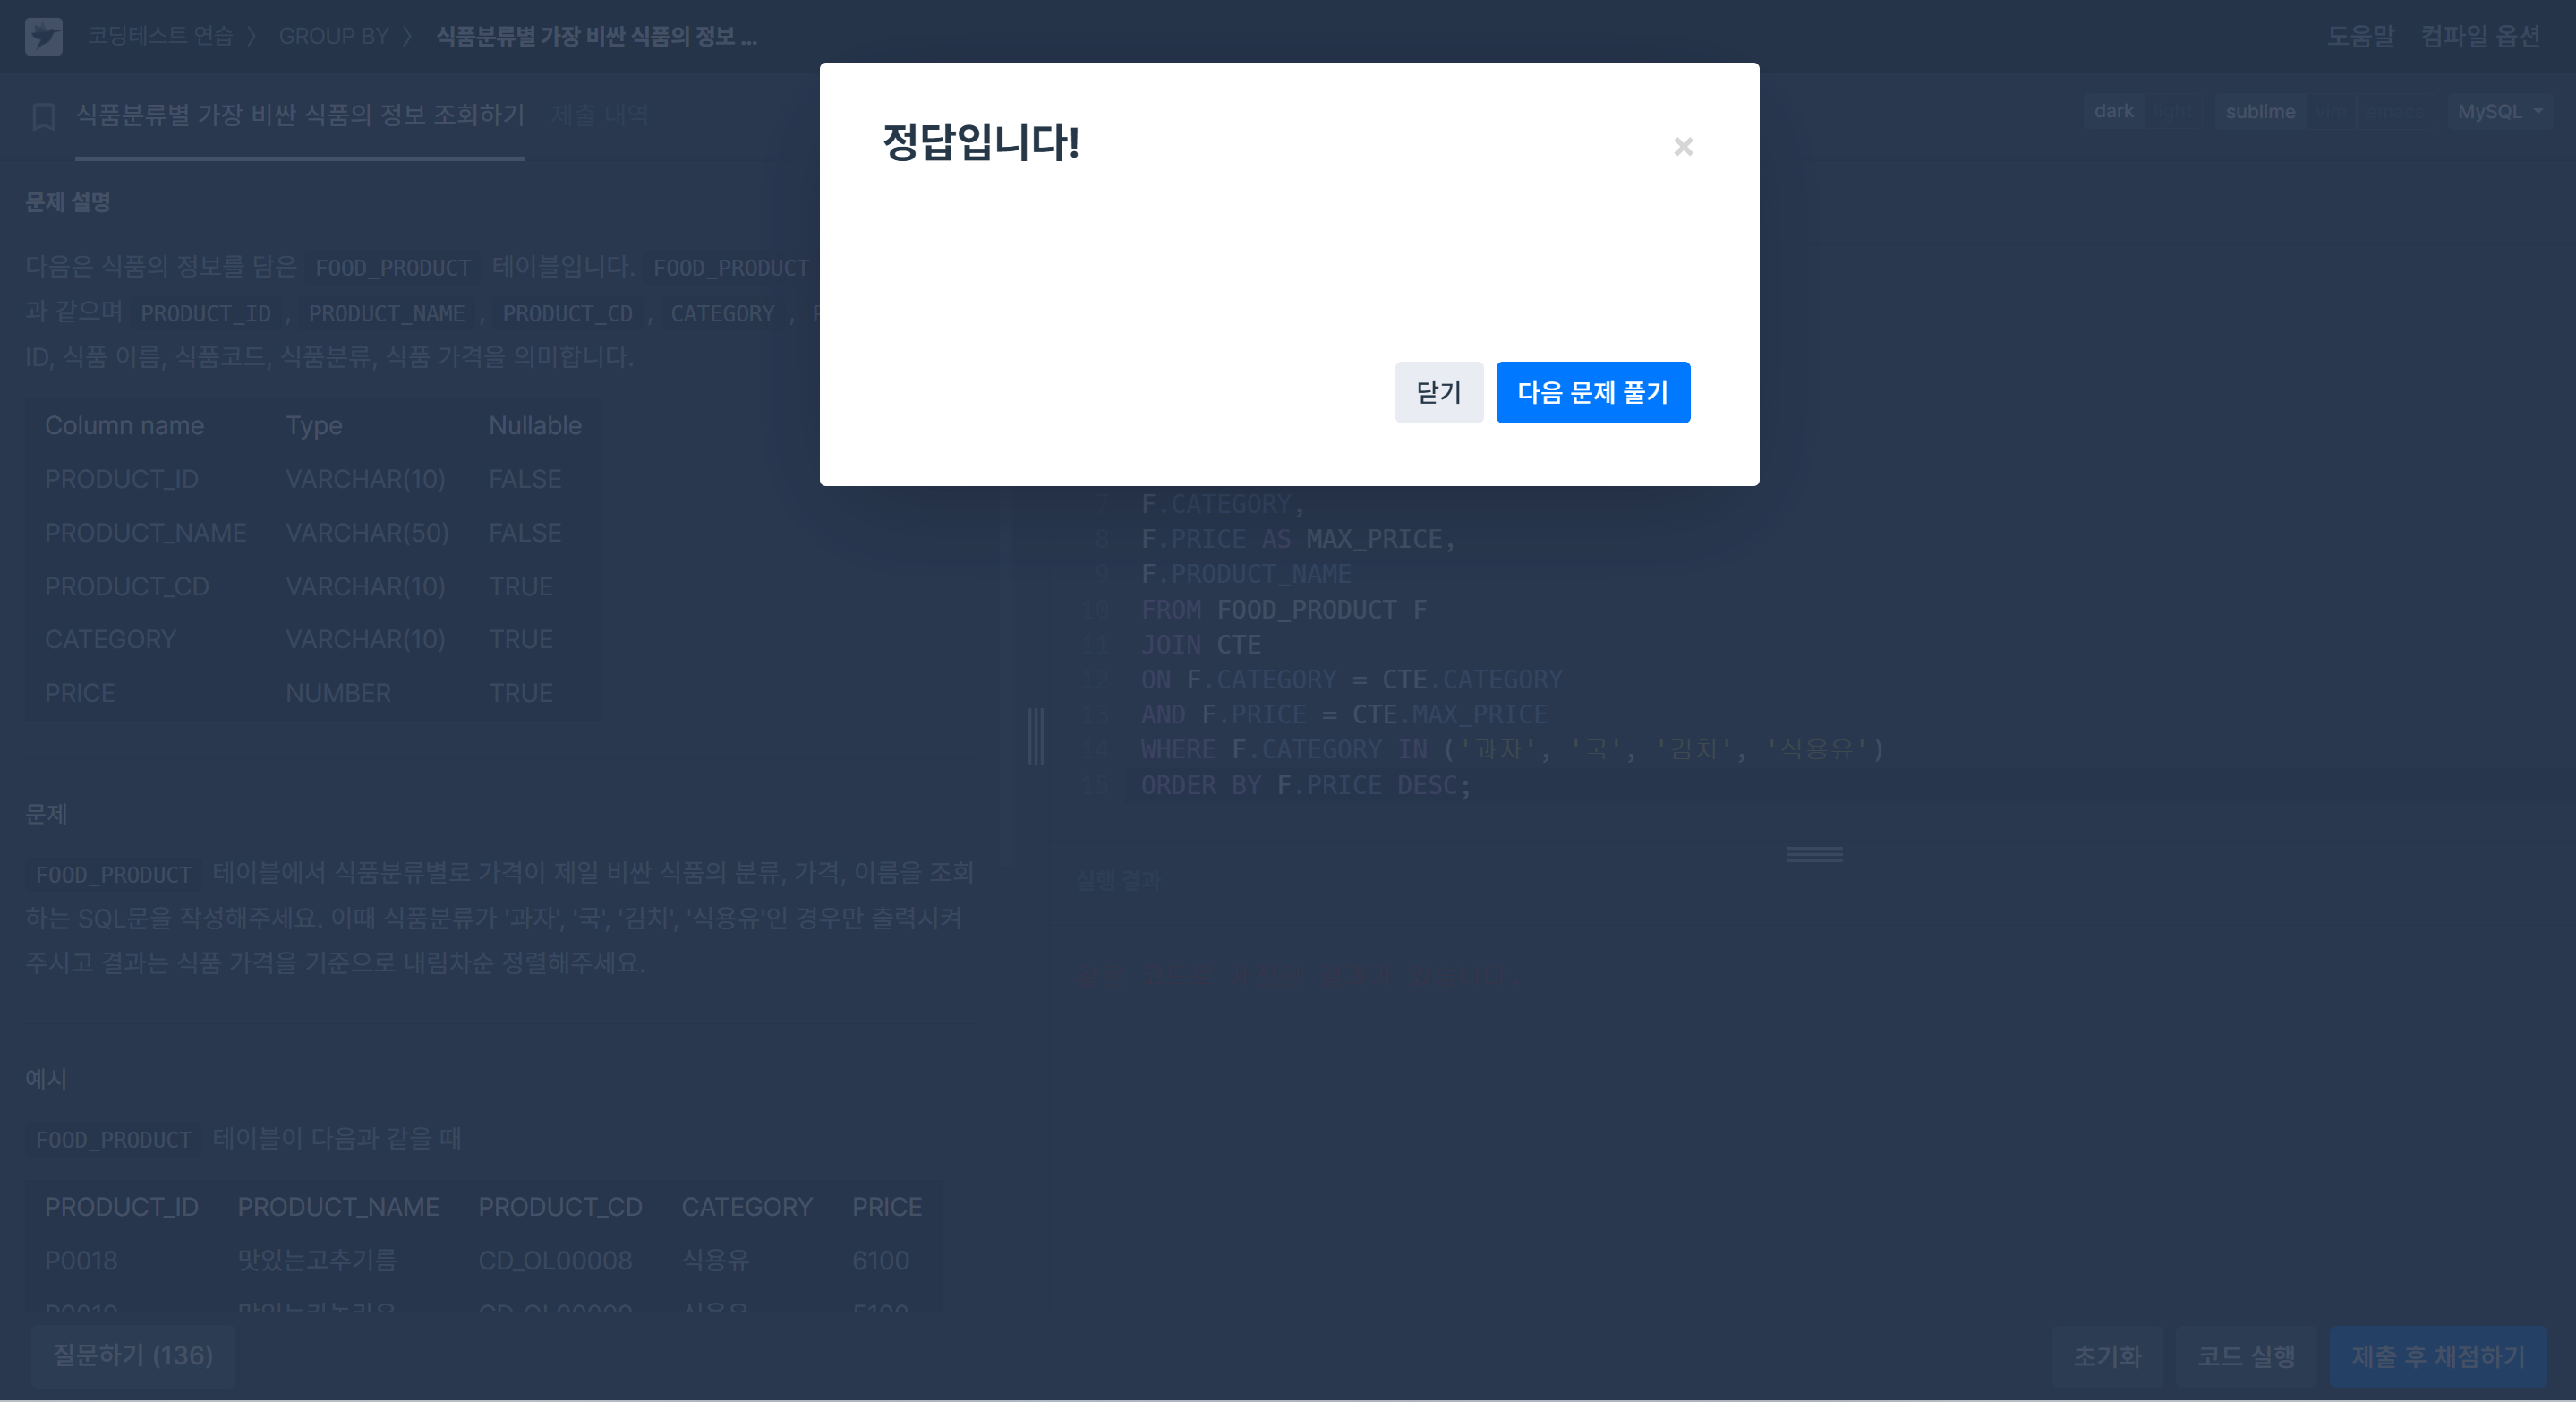 코딩테스트 연습 〉 GROUP BY 〉 식품분류별 가장 비싼 식품의 정보 ...
도움말 컴파일 옵션
식품분류별 가장 비싼 식품의 정보 조회하기 제출 내역
dark light sublime vim emacs MySQL
정답입니다!
×
닫기 다음 문제 풀기
문제 설명
다음은 식품의 정보를 담은 FOOD_PRODUCT 테이블입니다. FOOD_PRODUCT
과 같으며 PRODUCT_ID, PRODUCT_NAME, PRODUCT_CD, CATEGORY,
ID, 식품 이름, 식품코드, 식품분류, 식품 가격을 의미합니다.
Column name Type Nullable
PRODUCT_ID VARCHAR(10) FALSE
PRODUCT_NAME VARCHAR(50) FALSE
PRODUCT_CD VARCHAR(10) TRUE
CATEGORY VARCHAR(10) TRUE
PRICE NUMBER TRUE
문제
FOOD_PRODUCT 테이블에서 식품분류별로 가격이 제일 비싼 식품의 분류, 가격, 이름을 조회
하는 SQL문을 작성해주세요. 이때 식품분류가 '과자', '국', '김치', '식용유'인 경우만 출력시켜
주시고 결과는 식품 가격을 기준으로 내림차순 정렬해주세요.
예시
FOOD_PRODUCT 테이블이 다음과 같을 때
PRODUCT_ID PRODUCT_NAME PRODUCT_CD CATEGORY PRICE
P0018 맛있는고추기름 CD_OL00008 식용유 6100
7 F.CATEGORY,
8 F.PRICE AS MAX_PRICE,
9 F.PRODUCT_NAME
10 FROM FOOD_PRODUCT F
11 JOIN CTE
12 ON F.CATEGORY = CTE.CATEGORY
13 AND F.PRICE = CTE.MAX_PRICE
14 WHERE F.CATEGORY IN ('과자', '국', '김치', '식용유')
15 ORDER BY F.PRICE DESC;
실행 결과
질문하기 (136)
초기화 코드 실행 제출 후 채점하기